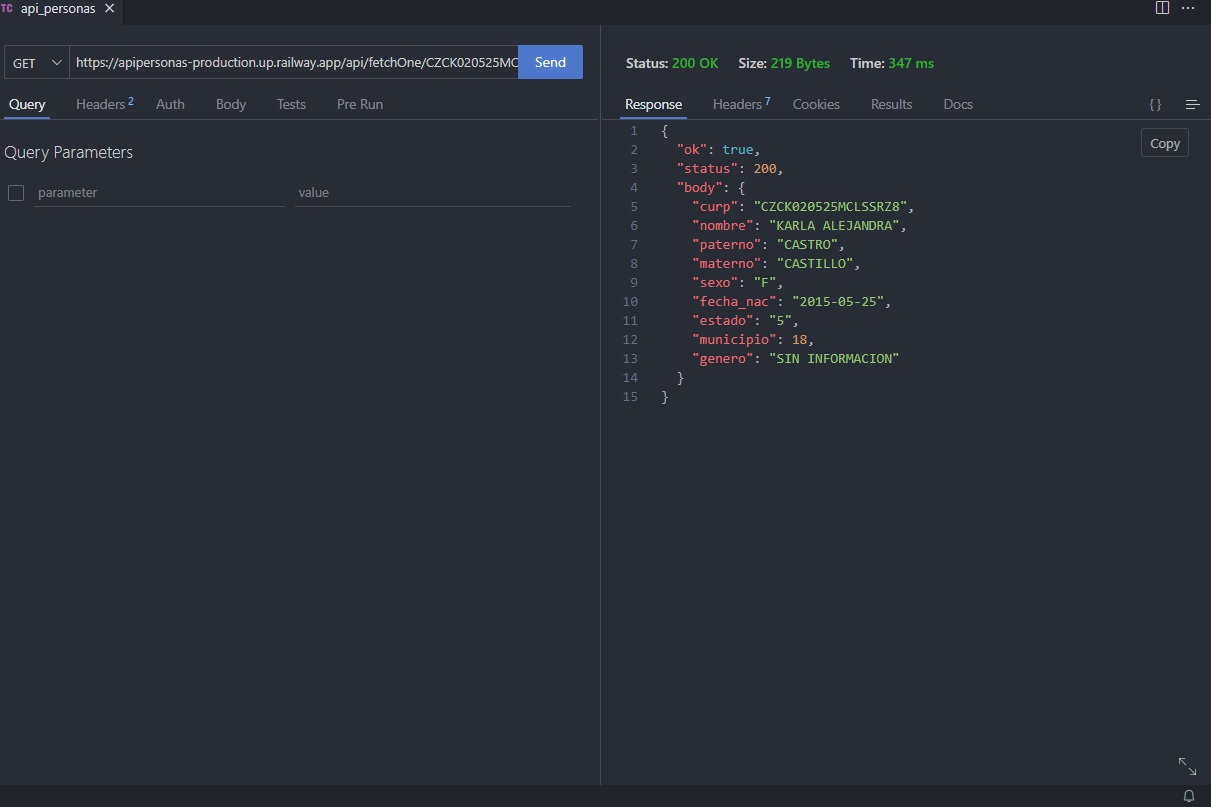 TC api_personas
GET https://apipersonas-production.up.railway.app/api/fetchOne/CZCK020525MC Send
Query Headers 2 Auth Body Tests Pre Run
Query Parameters
parameter value
Status: 200 OK Size: 219 Bytes Time: 347 ms
Response Headers 7 Cookies Results Docs { }
Copy
1 {
2 "ok": true,
3 "status": 200,
4 "body": {
5 "curp": "CZCK020525MCLSSRZ8",
6 "nombre": "KARLA ALEJANDRA",
7 "paterno": "CASTRO",
8 "materno": "CASTILLO",
9 "sexo": "F",
10 "fecha_nac": "2015-05-25",
11 "estado": "5",
12 "municipio": 18,
13 "genero": "SIN INFORMACION"
14 }
15 }